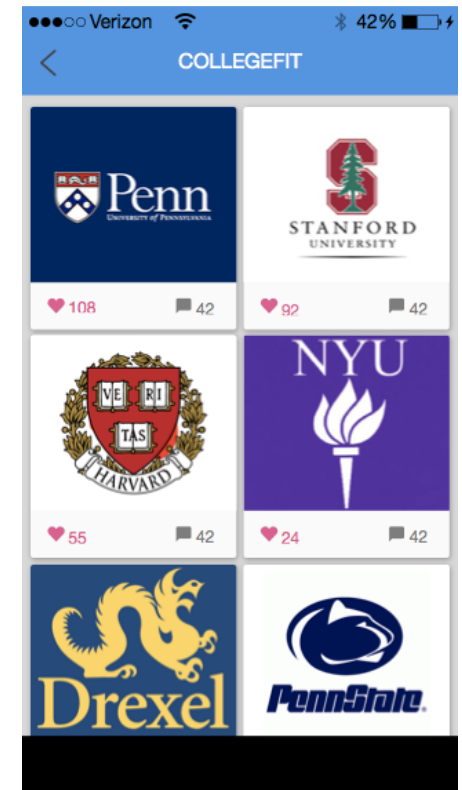 Verizon 42%
COLLEGEFIT
Penn
UNIVERSITY of PENNSYLVANIA
STANFORD
UNIVERSITY
108 42
92 42
VE RI
TAS
HARVARD
NYU
55 42
24 42
Drexel
PennState.